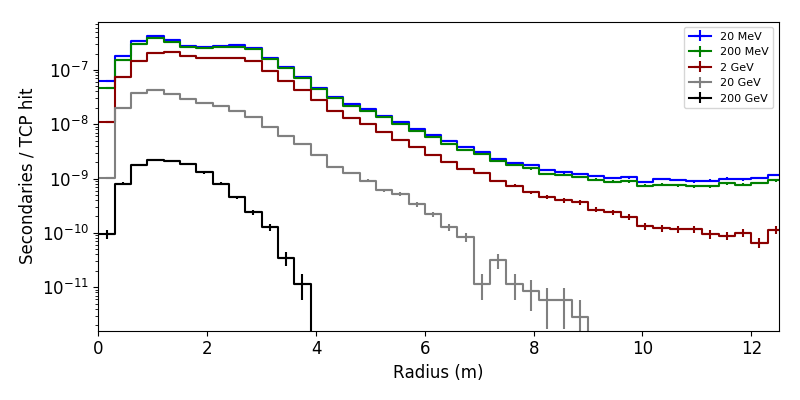 20 MeV
200 MeV
2 GeV
20 GeV
200 GeV
Secondaries / TCP hit
10⁻⁷
10⁻⁸
10⁻⁹
10⁻¹⁰
10⁻¹¹
0 2 4 6 8 10 12
Radius (m)